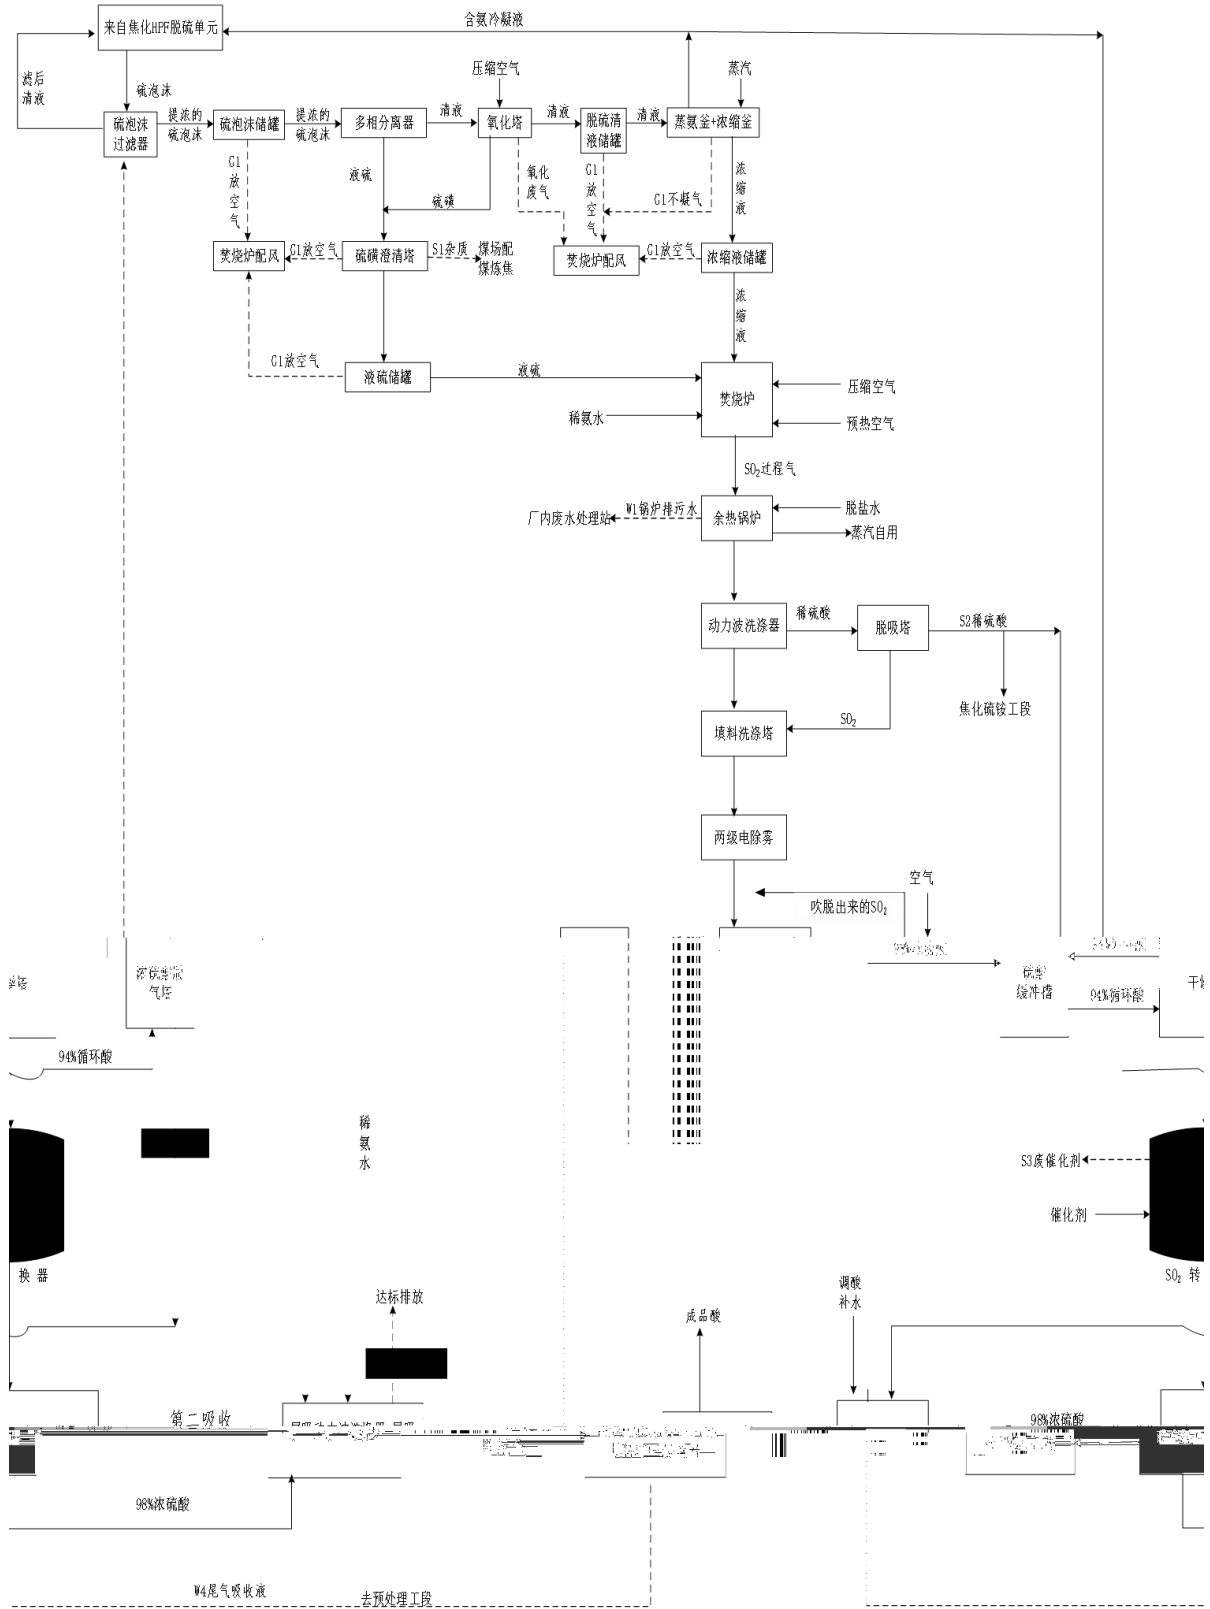 含氨冷凝液
来自焦化HPF脱硫单元
滤后
清液
硫泡沫
压缩空气
蒸汽
硫泡沫
过滤器
提浓的
硫泡沫
硫泡沫储罐
提浓的
硫泡沫
多相分离器
清液
氧化塔
清液
脱硫清
液储罐
清液
蒸氨釜+浓缩釜
G1
放
空
气
液硫
硫磺
氧化
废气
G1
放
空
气
G1不凝气
浓
缩
液
焚烧炉配风
G1放空气
硫磺澄清塔
S1杂质
煤场配
煤炼焦
焚烧炉配风
G1放空气
浓缩液储罐
浓
缩
液
G1放空气
液硫储罐
液硫
焚烧炉
压缩空气
稀氨水
预热空气
SO₂过程气
厂内废水处理站
W1锅炉排污水
余热锅炉
脱盐水
蒸汽自用
动力波洗涤器
稀硫酸
脱吸塔
S2稀硫酸
焦化硫铵工段
填料洗涤塔
SO₂
两级电除雾
空气
吹脱出来的SO₂
气塔
缓冲槽
94%循环酸
94%循环酸
稀
氨
水
S3废催化剂
催化剂
换 器
SO₂ 转
达标排放
成品酸
调酸
补水
第二吸收
98%浓硫酸
98%浓硫酸
W4尾气吸收液
去预处理工段